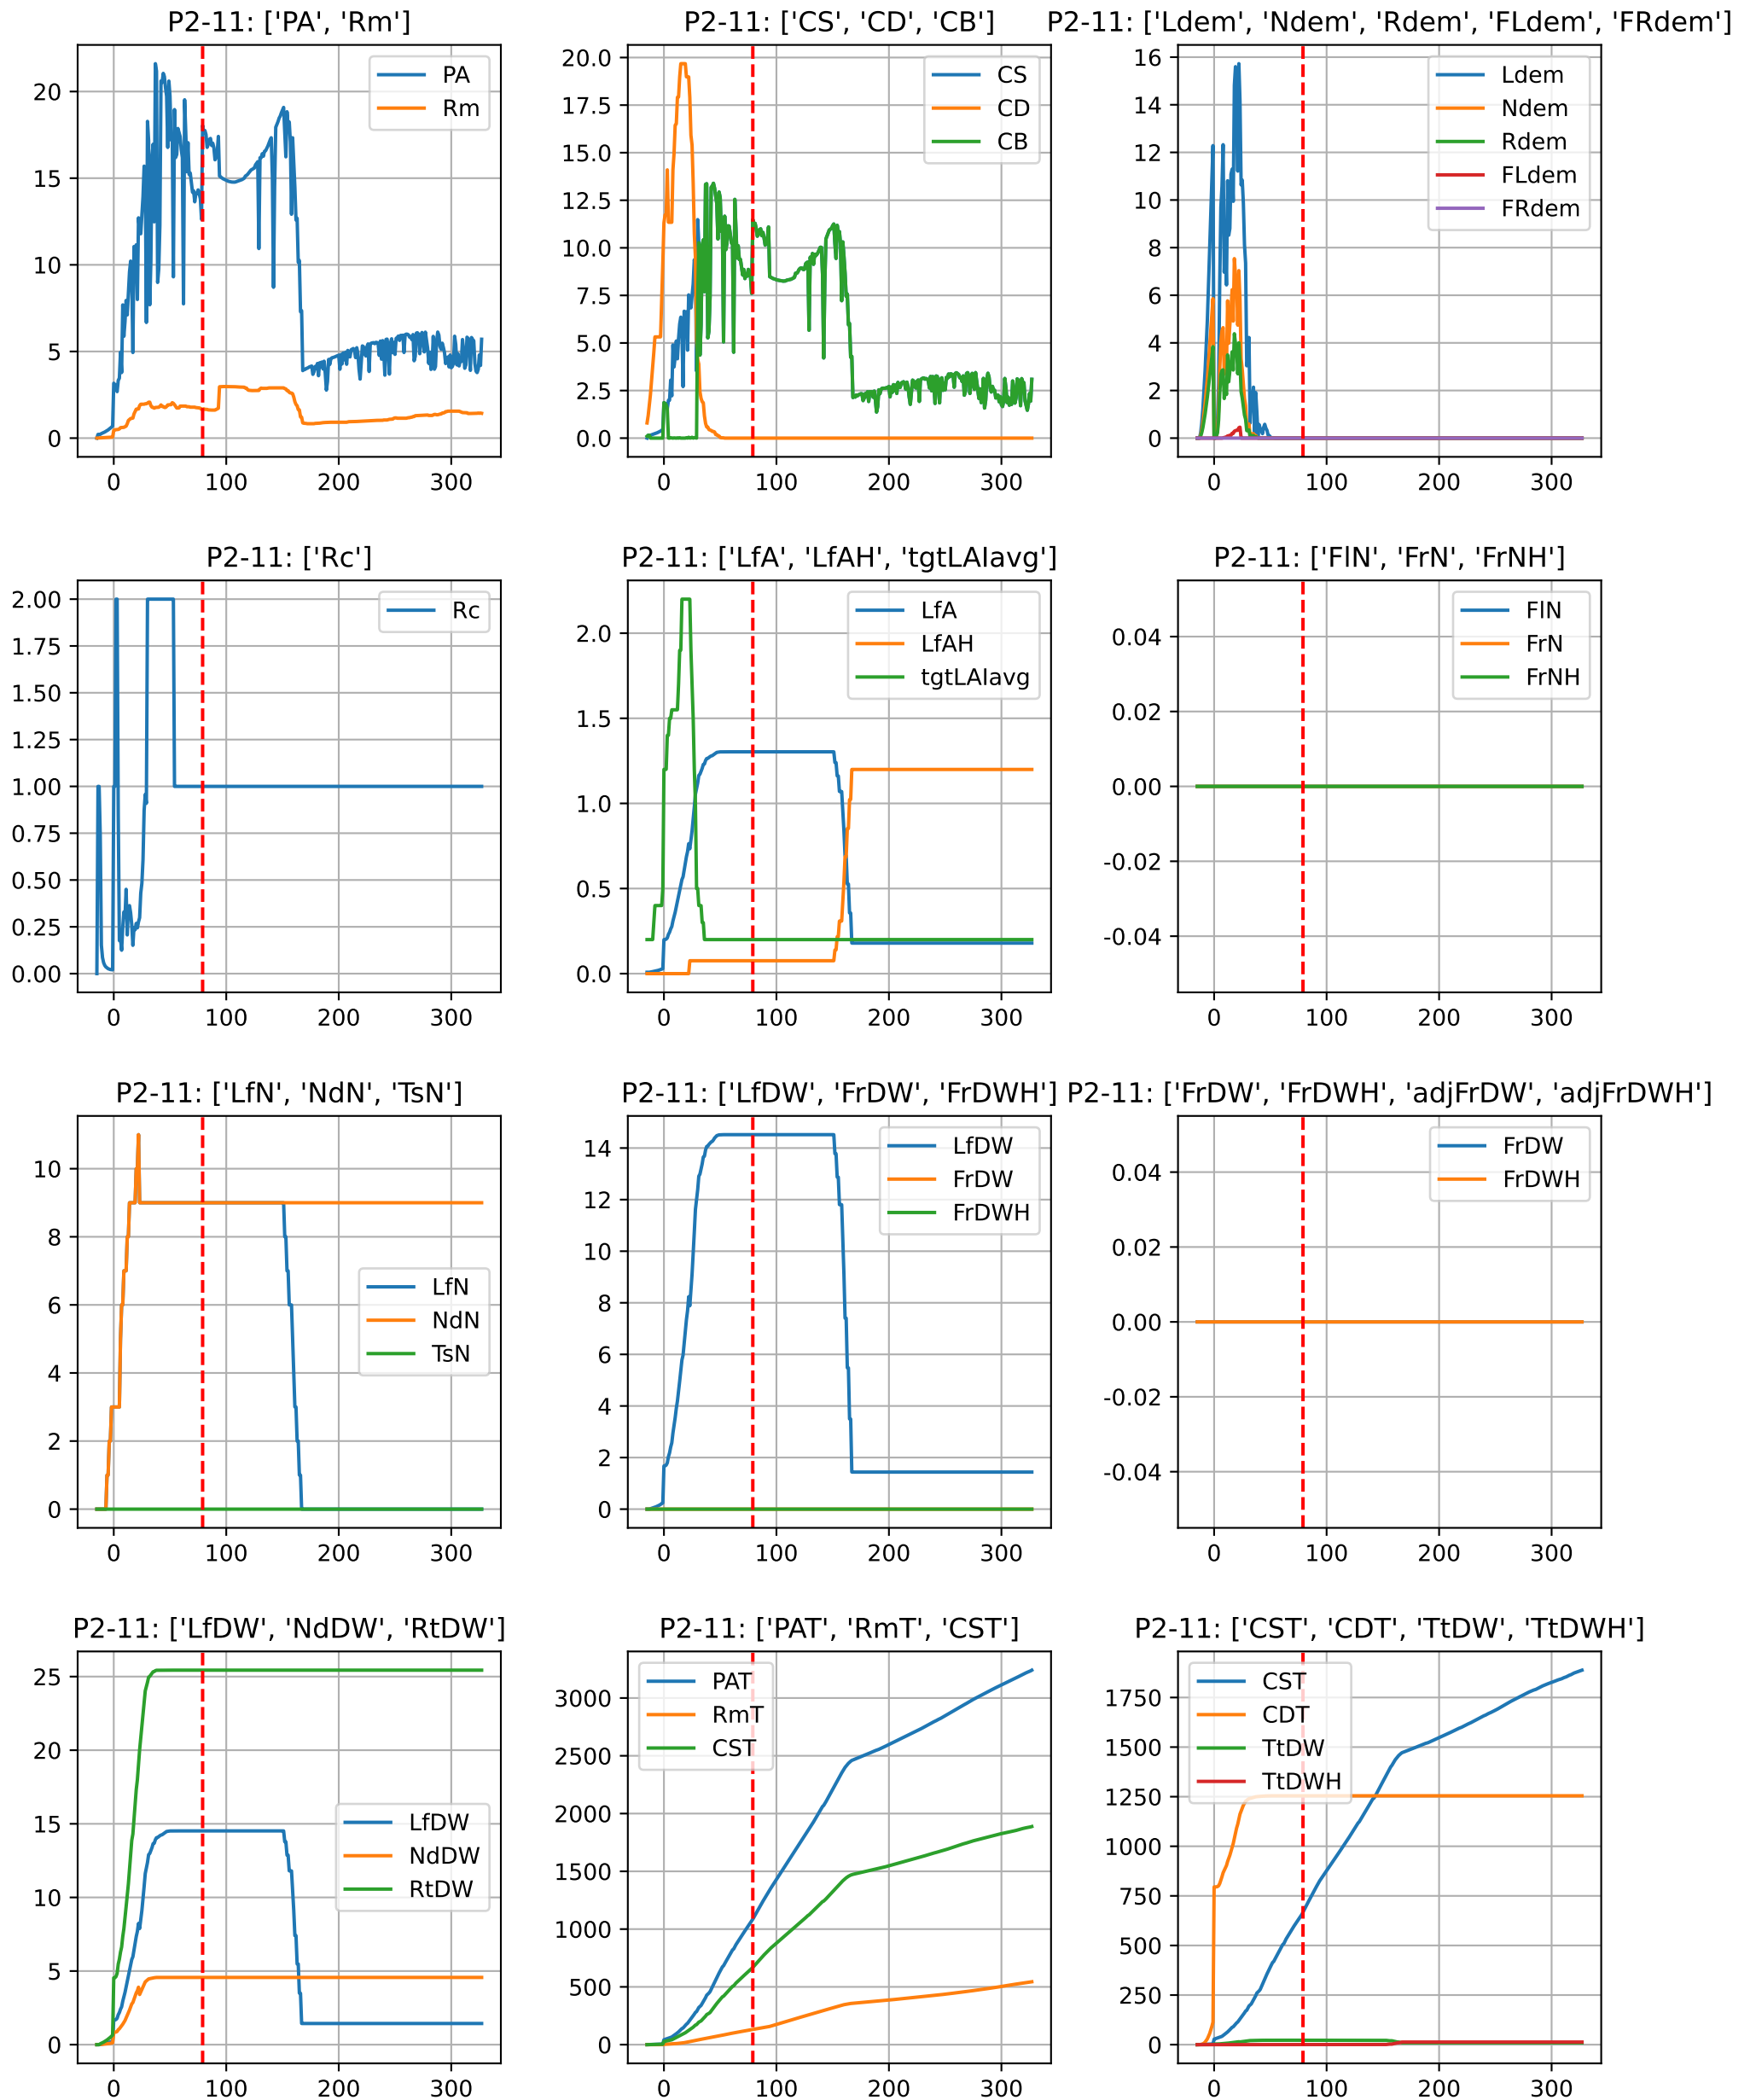 P2-11: ['PA', 'Rm']
20
15
10
5
0
0 100 200 300
PA
Rm
P2-11: ['CS', 'CD', 'CB']
20.0
17.5
15.0
12.5
10.0
7.5
5.0
2.5
0.0
0 100 200 300
CS
CD
CB
P2-11: ['Ldem', 'Ndem', 'Rdem', 'FLdem', 'FRdem']
16
14
12
10
8
6
4
2
0
0 100 200 300
Ldem
Ndem
Rdem
FLdem
FRdem
P2-11: ['Rc']
2.00
1.75
1.50
1.25
1.00
0.75
0.50
0.25
0.00
0 100 200 300
Rc
P2-11: ['LfA', 'LfAH', 'tgtLAIavg']
2.0
1.5
1.0
0.5
0.0
0 100 200 300
LfA
LfAH
tgtLAIavg
P2-11: ['FlN', 'FrN', 'FrNH']
0.04
0.02
0.00
-0.02
-0.04
0 100 200 300
FlN
FrN
FrNH
P2-11: ['LfN', 'NdN', 'TsN']
10
8
6
4
2
0
0 100 200 300
LfN
NdN
TsN
P2-11: ['LfDW', 'FrDW', 'FrDWH']
14
12
10
8
6
4
2
0
0 100 200 300
LfDW
FrDW
FrDWH
P2-11: ['FrDW', 'FrDWH', 'adjFrDW', 'adjFrDWH']
0.04
0.02
0.00
-0.02
-0.04
0 100 200 300
FrDW
FrDWH
P2-11: ['LfDW', 'NdDW', 'RtDW']
25
20
15
10
5
0
0 100 200 300
LfDW
NdDW
RtDW
P2-11: ['PAT', 'RmT', 'CST']
3000
2500
2000
1500
1000
500
0
0 100 200 300
PAT
RmT
CST
P2-11: ['CST', 'CDT', 'TtDW', 'TtDWH']
1750
1500
1250
1000
750
500
250
0
0 100 200 300
CST
CDT
TtDW
TtDWH